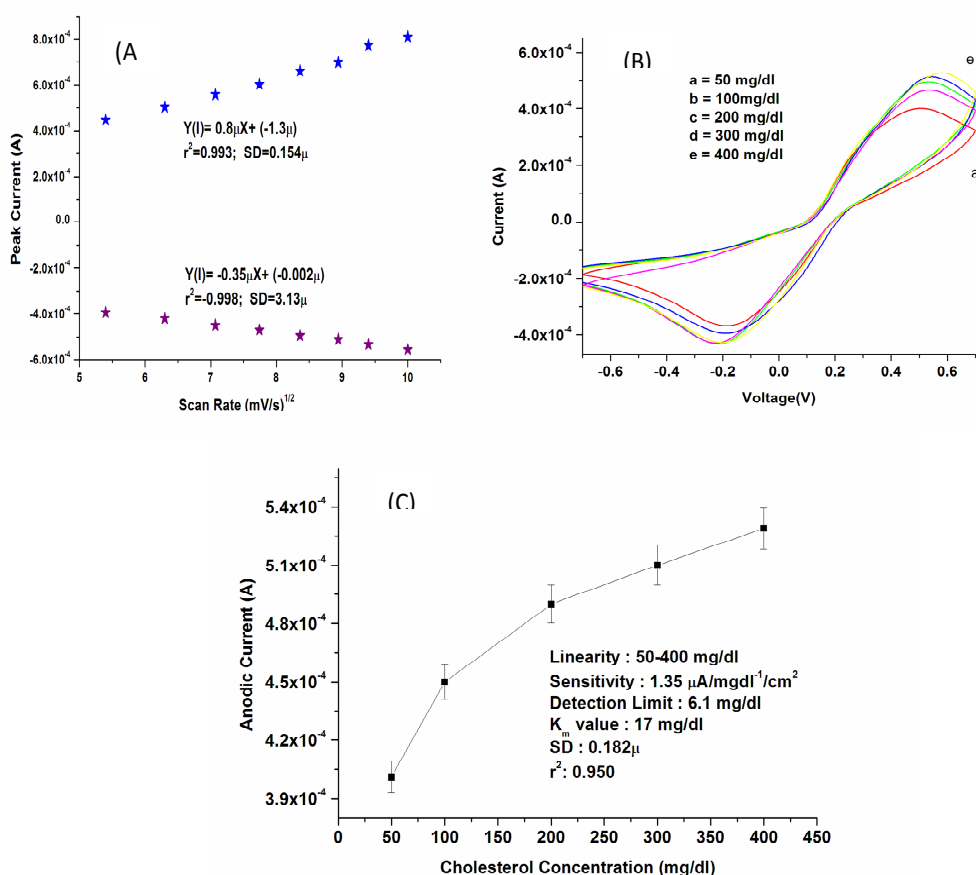 (A
8.0x10⁻⁴
6.0x10⁻⁴
4.0x10⁻⁴
2.0x10⁻⁴
0.0
-2.0x10⁻⁴
-4.0x10⁻⁴
-6.0x10⁻⁴
Peak Current (A)
Y(I)= 0.8µX+ (-1.3µ)
r²=0.993; SD=0.154µ
Y(I)= -0.35µX+ (-0.002µ)
r²=-0.998; SD=3.13µ
5 6 7 8 9 10
Scan Rate (mV/s)¹ᐟ²
(B)
6.0x10⁻⁴
4.0x10⁻⁴
2.0x10⁻⁴
0.0
-2.0x10⁻⁴
-4.0x10⁻⁴
Current (A)
a = 50 mg/dl
b = 100mg/dl
c = 200 mg/dl
d = 300 mg/dl
e = 400 mg/dl
e
a
-0.6 -0.4 -0.2 0.0 0.2 0.4 0.6
Voltage(V)
(C)
5.4x10⁻⁴
5.1x10⁻⁴
4.8x10⁻⁴
4.5x10⁻⁴
4.2x10⁻⁴
3.9x10⁻⁴
Anodic Current (A)
Linearity : 50-400 mg/dl
Sensitivity : 1.35 µA/mgdl⁻¹/cm²
Detection Limit : 6.1 mg/dl
Kₘ value : 17 mg/dl
SD : 0.182µ
r²: 0.950
0 50 100 150 200 250 300 350 400 450
Cholesterol Concentration (mg/dl)